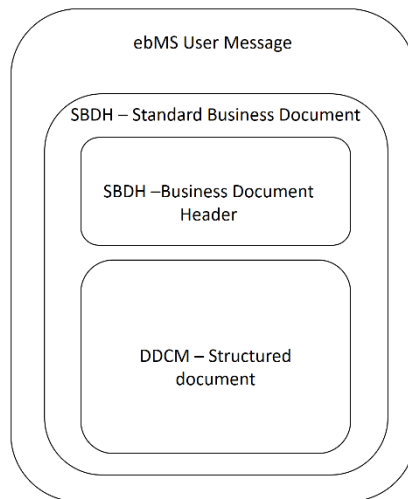 ebMS User Message
SBDH – Standard Business Document
SBDH –Business Document
Header
DDCM – Structured
document